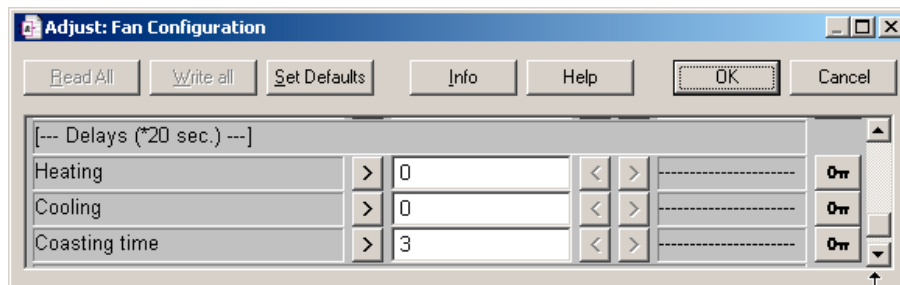 Adjust: Fan Configuration
Read All Write all Set Defaults Info Help OK Cancel
[--- Delays (*20 sec.) ---]
Heating > 0 < > -----------------------
Cooling > 0 < > -----------------------
Coasting time > 3 < > -----------------------